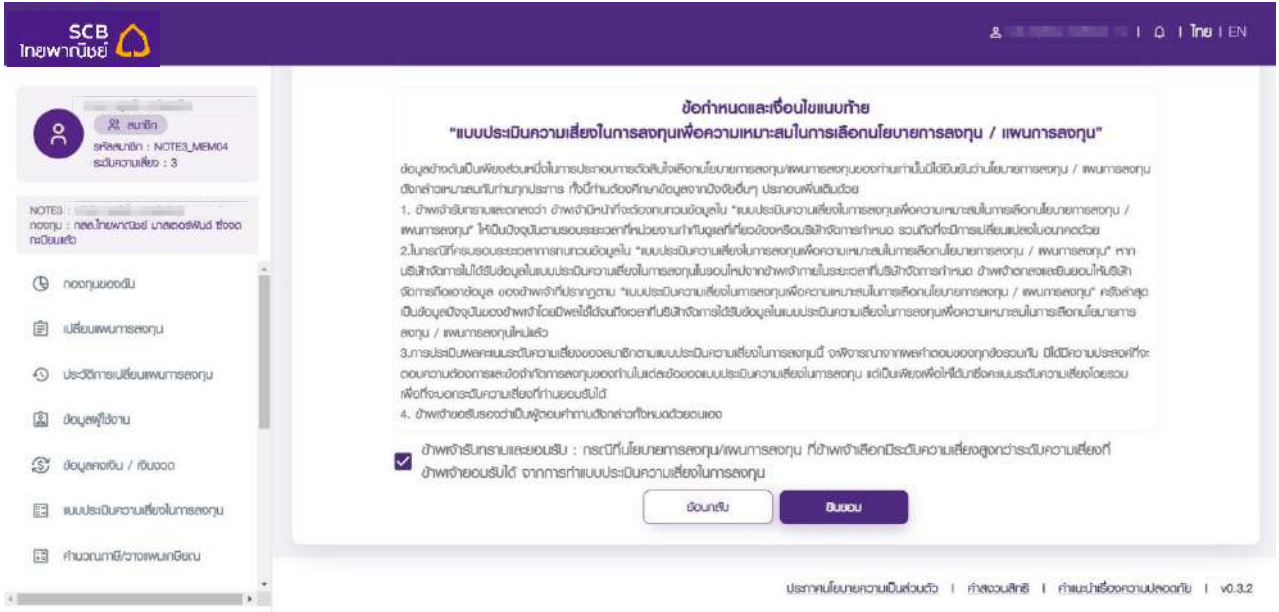 SCB
ไทยพาณิชย์
ไทย | EN
สมาชิก
รหัสสมาชิก : NOTE3_MEM04
ระดับความเสี่ยง : 3
NOTE3 :
กองทุน : กสล.ไทยพาณิชย์ มาสเตอร์ฟันด์ ซึ่งจด
ทะเบียนแล้ว
กองทุนของฉัน
เปลี่ยนแผนการลงทุน
ประวัติการเปลี่ยนแผนการลงทุน
ข้อมูลผู้ใช้งาน
ข้อมูลคงเงิน / เงินงวด
แบบประเมินความเสี่ยงในการลงทุน
คำนวณภาษี/วางแผนเกษียณ
ข้อกำหนดและเงื่อนไขแนบท้าย
"แบบประเมินความเสี่ยงในการลงทุนเพื่อความเหมาะสมในการเลือกนโยบายการลงทุน / แผนการลงทุน"
ข้อมูลข้างต้นเป็นเพียงส่วนหนึ่งในการประกอบการตัดสินใจเลือกนโยบายการลงทุน/แผนการลงทุนของท่านเท่านั้นมิได้ยืนยันว่านโยบายการลงทุน / แผนการลงทุน
ดังกล่าวเหมาะสมกับท่านทุกประการ ทั้งนี้ท่านต้องศึกษาข้อมูลจากปัจจัยอื่นๆ ประกอบเพิ่มเติมด้วย
1. ข้าพเจ้ารับทราบและตกลงว่า ข้าพเจ้ามีหน้าที่จะต้องทบทวนข้อมูลใน "แบบประเมินความเสี่ยงในการลงทุนเพื่อความเหมาะสมในการเลือกนโยบายการลงทุน /
แผนการลงทุน" ให้เป็นปัจจุบันตามรอบระยะเวลาที่หน่วยงานกำกับดูแลที่เกี่ยวข้องหรือบริษัทจัดการกำหนด รวมถึงที่จะมีการเปลี่ยนแปลงในอนาคตด้วย
2.ในกรณีที่ครบรอบระยะเวลาการทบทวนข้อมูลใน "แบบประเมินความเสี่ยงในการลงทุนเพื่อความเหมาะสมในการเลือกนโยบายการลงทุน / แผนการลงทุน" หาก
บริษัทจัดการไม่ได้รับข้อมูลในแบบประเมินความเสี่ยงในการลงทุนในรอบใหม่จากข้าพเจ้าภายในระยะเวลาที่บริษัทจัดการกำหนด ข้าพเจ้าตกลงและยินยอมให้บริษัท
จัดการถือเอาข้อมูล ของข้าพเจ้าที่ปรากฏตาม "แบบประเมินความเสี่ยงในการลงทุนเพื่อความเหมาะสมในการเลือกนโยบายการลงทุน / แผนการลงทุน" ครั้งล่าสุด
เป็นข้อมูลปัจจุบันของข้าพเจ้าโดยมีผลใช้ได้จนถึงเวลาที่บริษัทจัดการได้รับข้อมูลในแบบประเมินความเสี่ยงในการลงทุนเพื่อความเหมาะสมในการเลือกนโยบายการ
ลงทุน / แผนการลงทุนใหม่แล้ว
3.การประเมินผลคะแนนระดับความเสี่ยงของสมาชิกตามแบบประเมินความเสี่ยงในการลงทุนนี้ จะพิจารณาจากผลคำตอบของทุกข้อรวมกัน มิได้มีความประสงค์ที่จะ
ตอบความต้องการและข้อจำกัดการลงทุนของท่านในแต่ละข้อของแบบประเมินความเสี่ยงในการลงทุน แต่เป็นเพียงเพื่อให้ได้มาซึ่งคะแนนระดับความเสี่ยงโดยรวม
เพื่อที่จะบอกระดับความเสี่ยงที่ท่านยอมรับได้
4. ข้าพเจ้าขอรับรองว่าเป็นผู้ตอบคำถามดังกล่าวทั้งหมดด้วยตนเอง
ข้าพเจ้ารับทราบและยอมรับ : กรณีที่นโยบายการลงทุน/แผนการลงทุน ที่ข้าพเจ้าเลือกมีระดับความเสี่ยงสูงกว่าระดับความเสี่ยงที่
ข้าพเจ้ายอมรับได้ จากการทำแบบประเมินความเสี่ยงในการลงทุน
ย้อนกลับ
ยินยอม
ประกาศนโยบายความเป็นส่วนตัว | คำสงวนสิทธิ์ | คำแนะนำเรื่องความปลอดภัย | v0.3.2